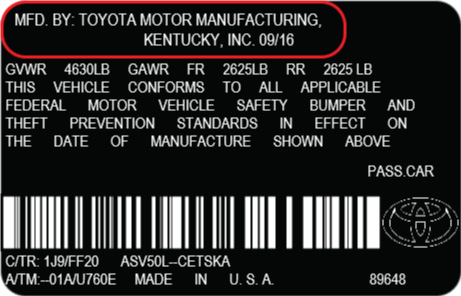 MFD. BY: TOYOTA MOTOR MANUFACTURING,
KENTUCKY, INC. 09/16
GVWR 4630LB GAWR FR 2625LB RR 2625 LB
THIS VEHICLE CONFORMS TO ALL APPLICABLE
FEDERAL MOTOR VEHICLE SAFETY BUMPER AND
THEFT PREVENTION STANDARDS IN EFFECT ON
THE DATE OF MANUFACTURE SHOWN ABOVE
PASS.CAR
C/TR: 1J9/FF20 ASV50L--CETSKA
A/TM:--01A/U760E MADE IN U.S.A. 89648